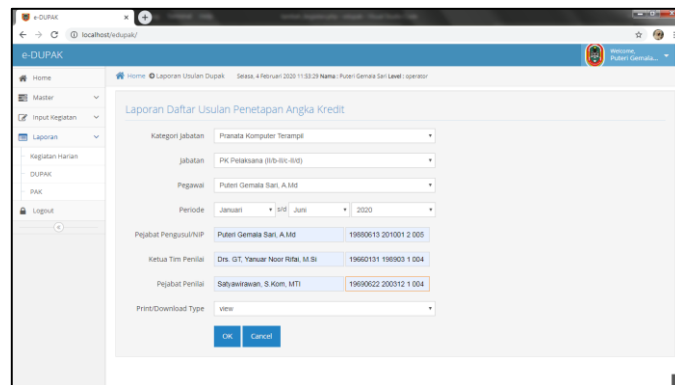 e-DUPAK
localhost/edupak/
e-DUPAK
Welcome,
Puteri Gemala...
Home
Master
Input Kegiatan
Laporan
Kegiatan Harian
DUPAK
PAK
Logout
Home Laporan Usulan Dupak Selasa, 4 Februari 2020 11:53:29 Nama : Puteri Gemala Sari Level : operator
Laporan Daftar Usulan Penetapan Angka Kredit
Kategori Jabatan Pranata Komputer Terampil
Jabatan PK Pelaksana (II/b-II/c-II/d)
Pegawai Puteri Gemala Sari, A.Md
Periode Januari s/d Juni 2020
Pejabat Pengusul/NIP Puteri Gemala Sari, A.Md 19880613 201001 2 005
Ketua Tim Penilai Drs. GT, Yanuar Noor Rifai, M.Si 19660131 198903 1 004
Pejabat Penilai Satyawirawan, S.Kom, MTI 19690622 200312 1 004
Print/Download Type view
OK Cancel